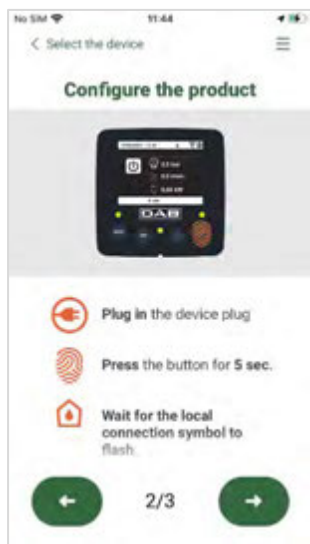 No SIM 11:44
< Select the device
Configure the product
DAB
Plug in the device plug
Press the button for 5 sec.
Wait for the local
connection symbol to
flash.
2/3